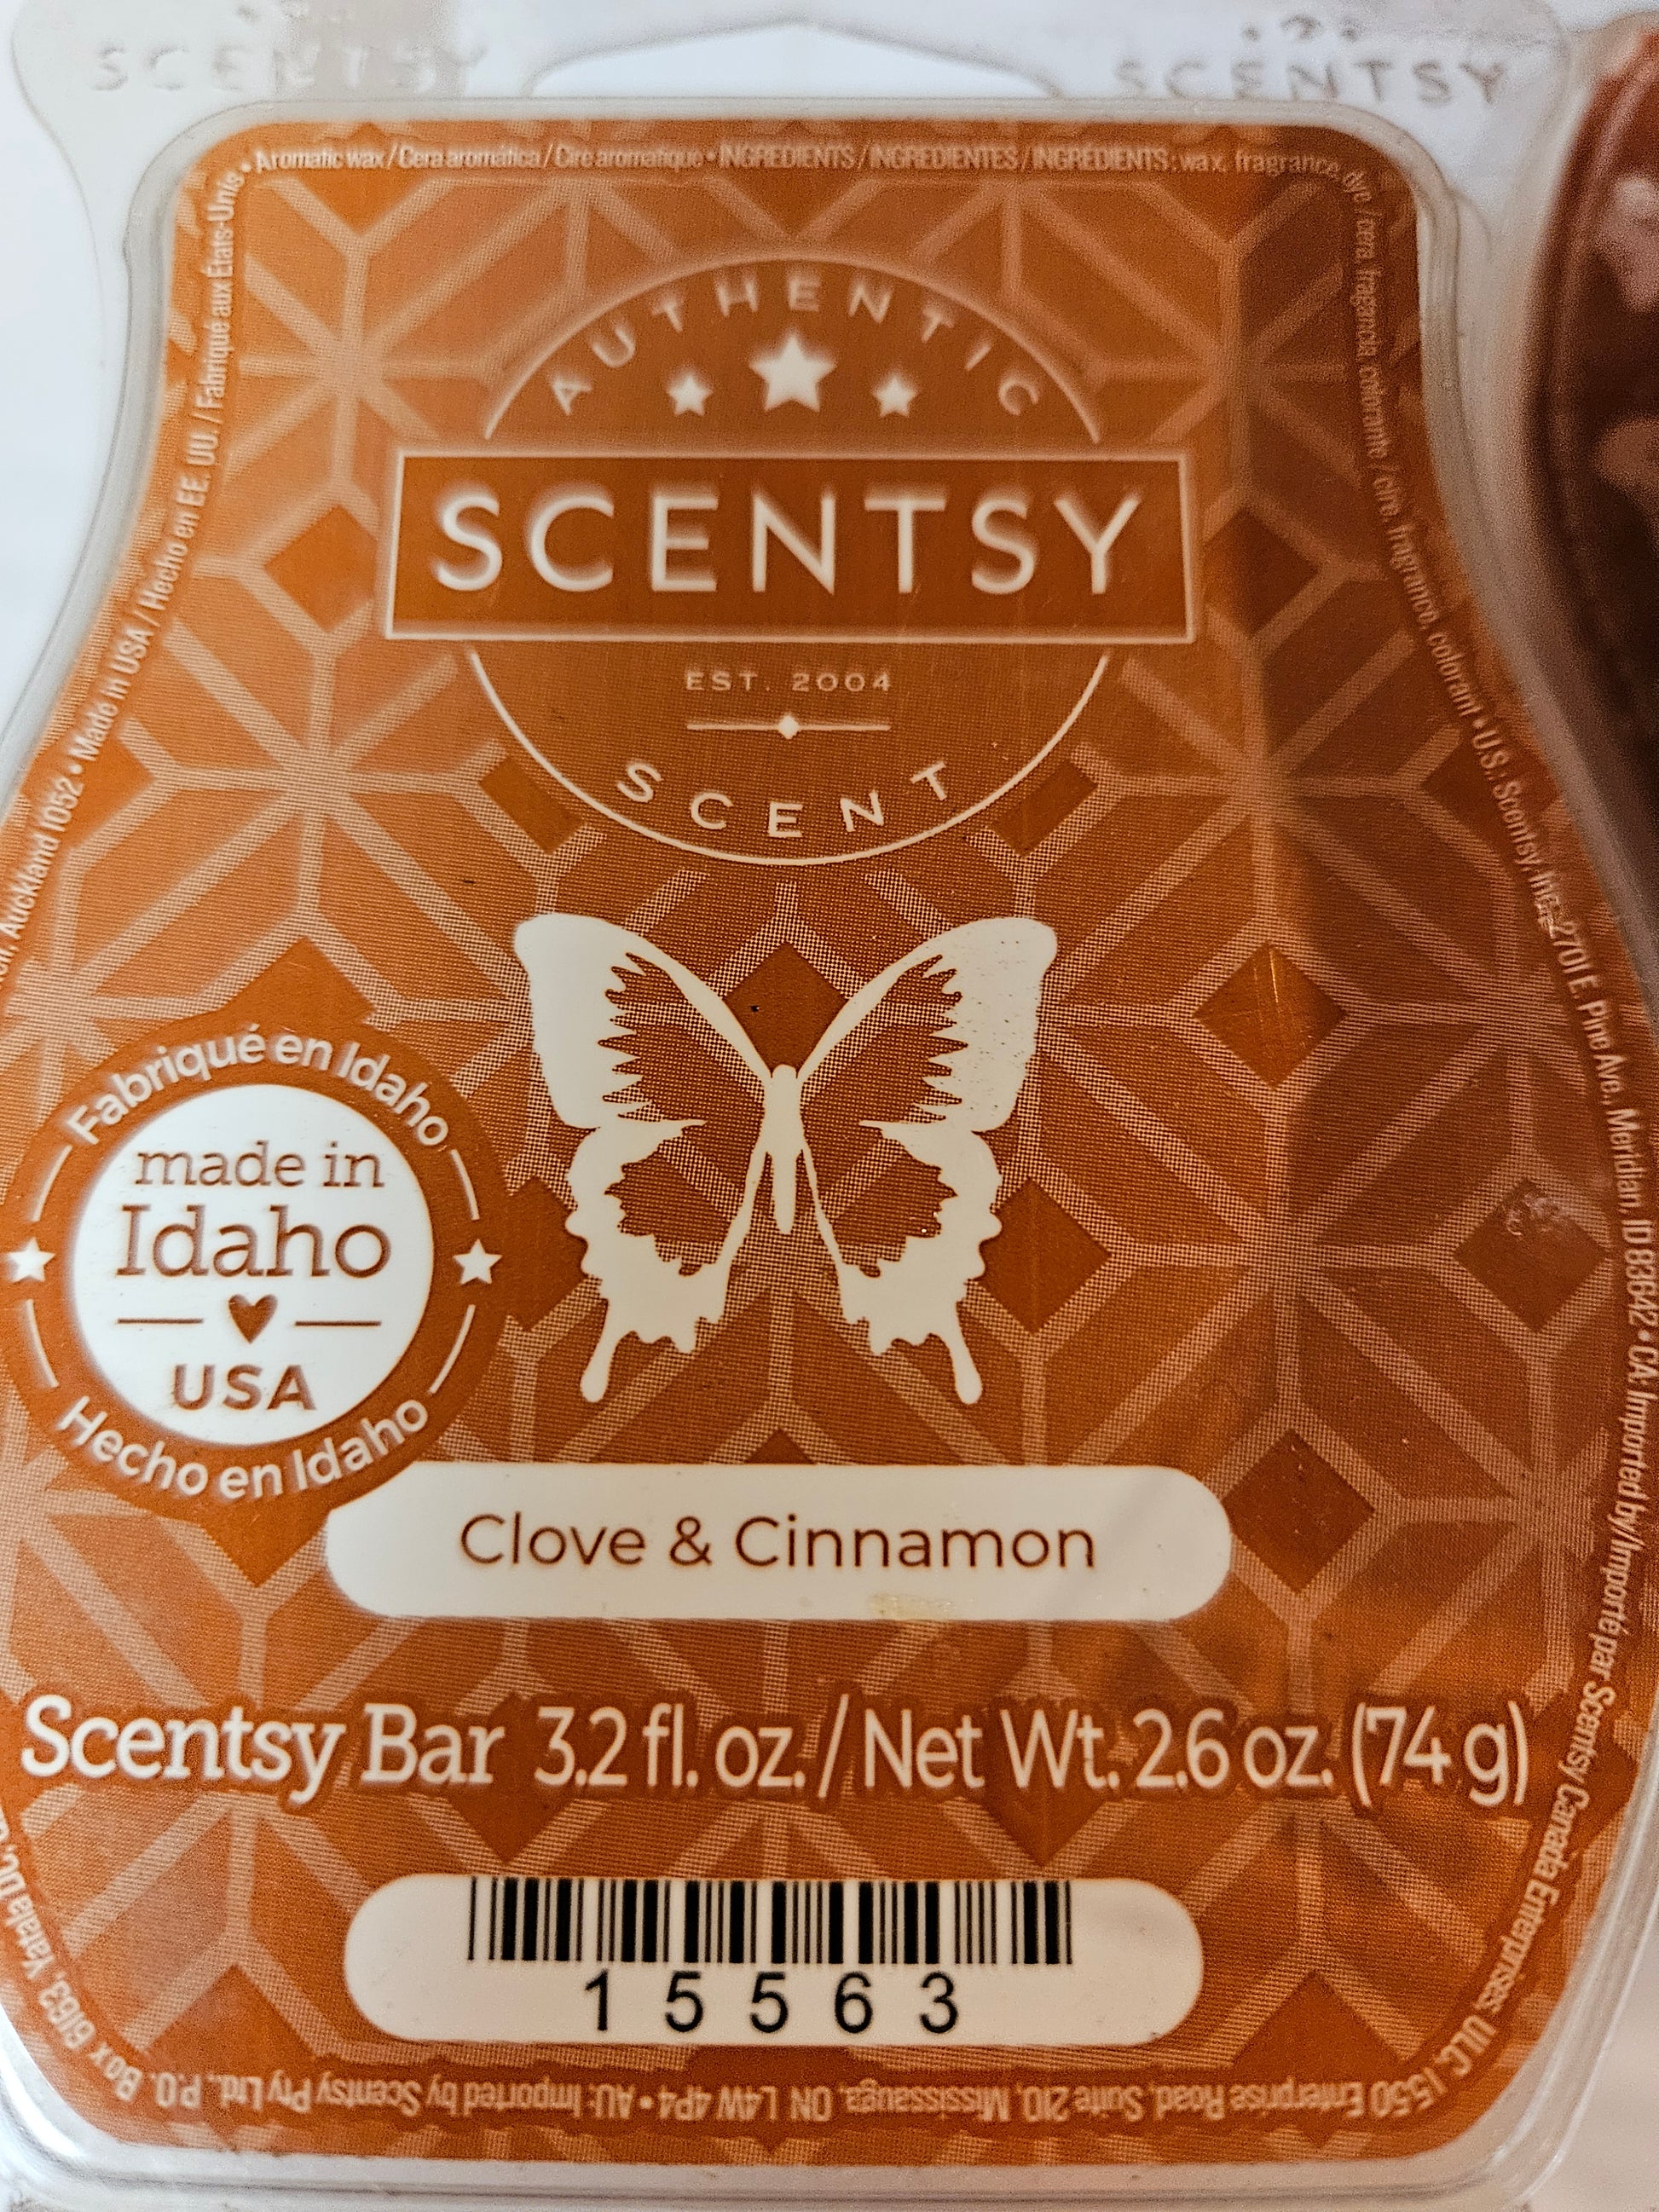 SCENTSY
SCENTSY
• Aromatic wax / Cera aromática / Cire aromatique • INGREDIENTS / INGREDIENTES / INGRÉDIENTS: wax, fragrance, dye / cera, fragancia, colorante / cire, fragrance, colorant • U.S.: Scentsy, Inc., 2701 E. Pine Ave., Meridian, ID 83642 • CA: Imported by/Importé par Scentsy Canada Enterprises, ULC, 1550 Enterprise Road, Suite 210, Mississauga, ON L4W 4P4 • AU: Imported by Scentsy Pty Ltd., P.O. Box 6163, Yatala DC,
Auckland 1052 • Made in USA / Hecho en EE. UU. / Fabriqué aux États-Unis
AUTHENTIC
SCENTSY
EST. 2004
SCENT
Fabriqué en Idaho
made in
Idaho
USA
Hecho en Idaho
Clove & Cinnamon
Scentsy Bar 3.2 fl. oz. / Net Wt. 2.6 oz. (74 g)
15563